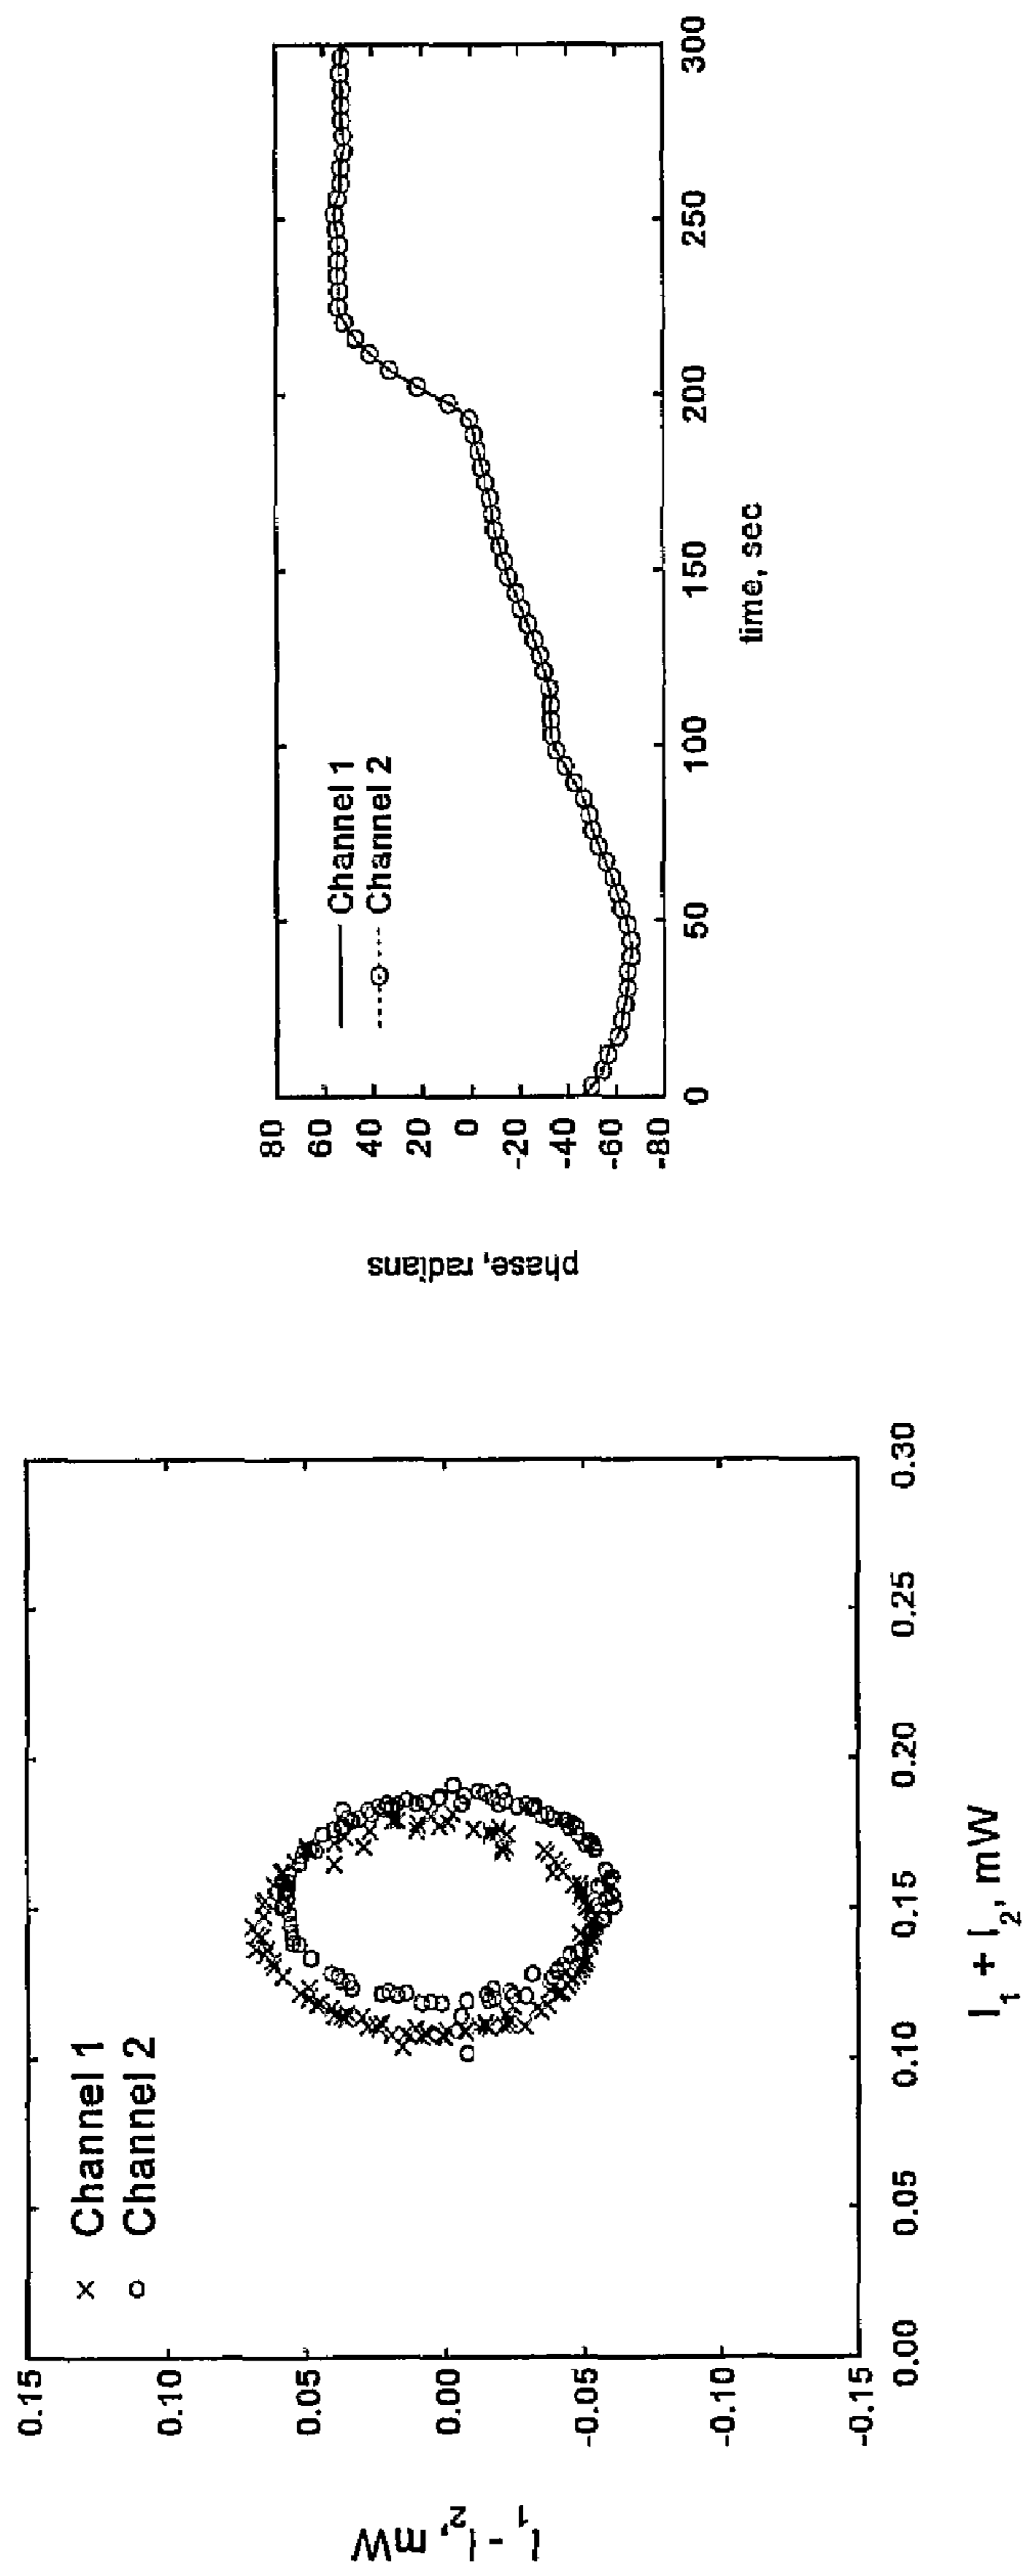 I₁ - I₂, mW
0.15
0.10
0.05
0.00
-0.05
-0.10
-0.15
× Channel 1
o Channel 2
0.00 0.05 0.10 0.15 0.20 0.25 0.30
I₁ + I₂, mW
phase, radians
80
60
40
20
0
-20
-40
-60
-80
Channel 1
Channel 2
0 50 100 150 200 250 300
time, sec